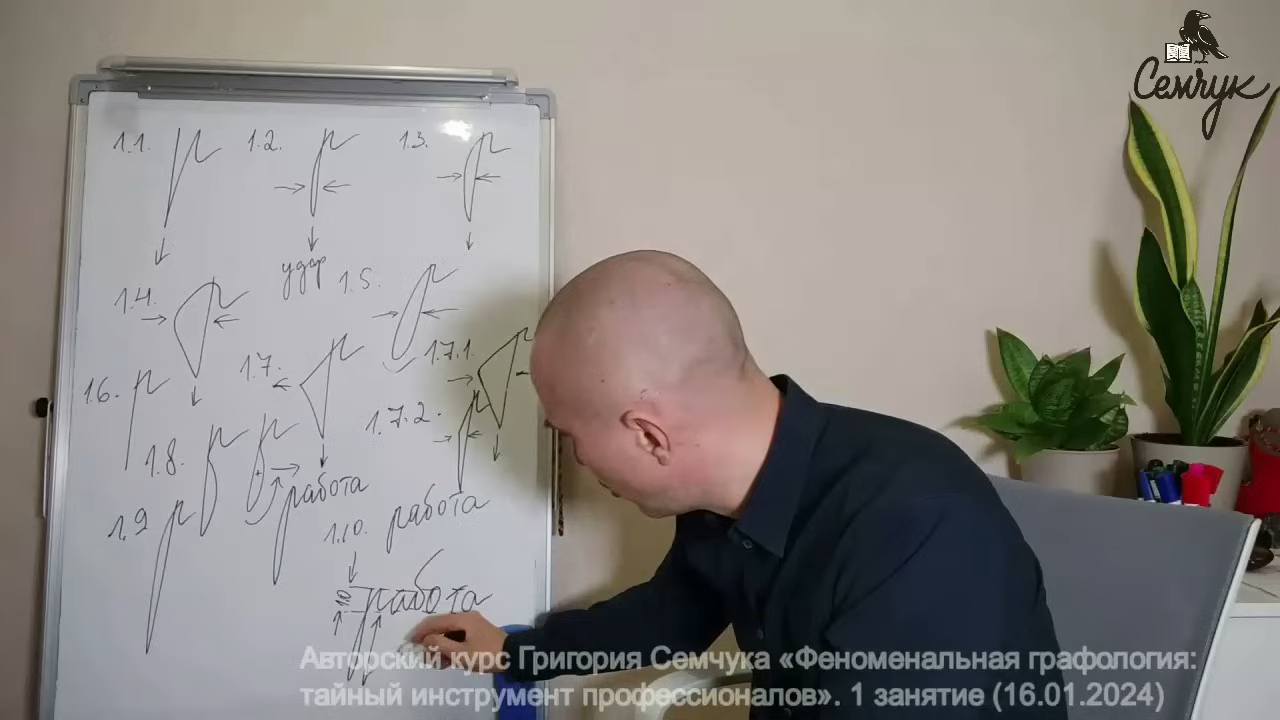 Семчук
1.1. р 1.2. р 1.3. р
удар
1.4. р 1.5. р
1.6. р 1.7. р 1.7.1. р
1.7.2. р
1.8. р р
работа
1.9 р
1.10. работа
10 работа
Авторский курс Григория Семчука «Феноменальная графология:
тайный инструмент профессионалов». 1 занятие (16.01.2024)